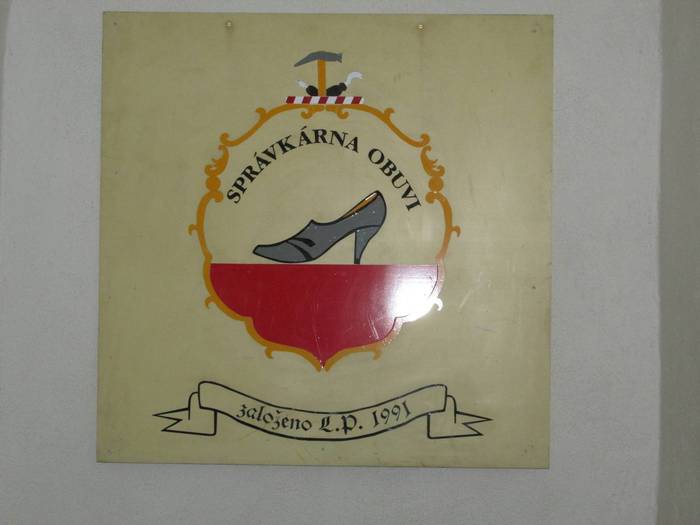 SPRÁVKÁRNA OBUVI
založeno L.P. 1991